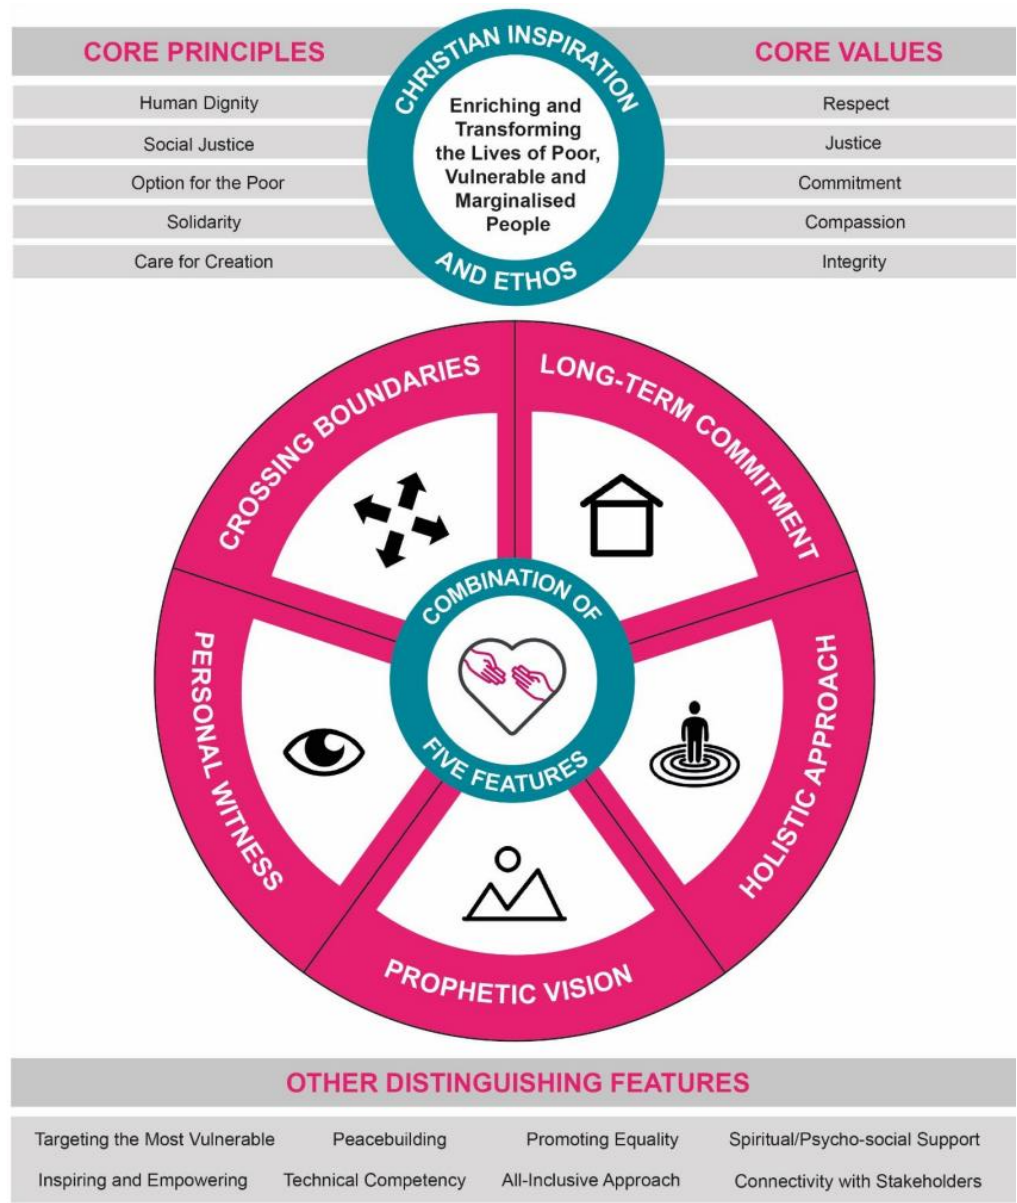 CORE PRINCIPLES
Human Dignity
Social Justice
Option for the Poor
Solidarity
Care for Creation
CHRISTIAN INSPIRATION
Enriching and
Transforming
the Lives of Poor,
Vulnerable and
Marginalised
People
AND ETHOS
CORE VALUES
Respect
Justice
Commitment
Compassion
Integrity
CROSSING BOUNDARIES
LONG-TERM COMMITMENT
COMBINATION OF
FIVE FEATURES
PERSONAL WITNESS
HOLISTIC APPROACH
PROPHETIC VISION
OTHER DISTINGUISHING FEATURES
Targeting the Most Vulnerable Peacebuilding Promoting Equality Spiritual/Psycho-social Support
Inspiring and Empowering Technical Competency All-Inclusive Approach Connectivity with Stakeholders